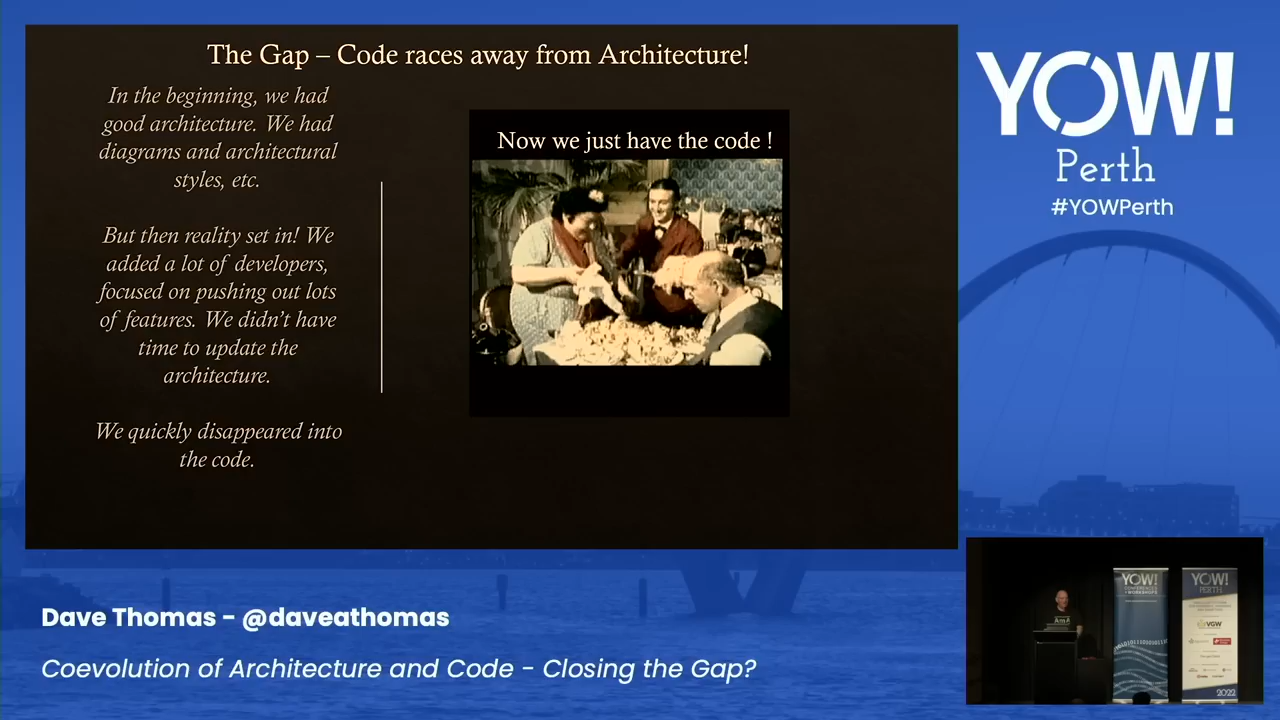 The Gap – Code races away from Architecture!
In the beginning, we had
good architecture. We had
diagrams and architectural
styles, etc.
But then reality set in! We
added a lot of developers,
focused on pushing out lots
of features. We didn't have
time to update the
architecture.
We quickly disappeared into
the code.
Now we just have the code !
YOW!
Perth
#YOWPerth
Dave Thomas - @daveathomas
Coevolution of Architecture and Code - Closing the Gap?
YOW!
YOW!
PERTH
VGW
2022